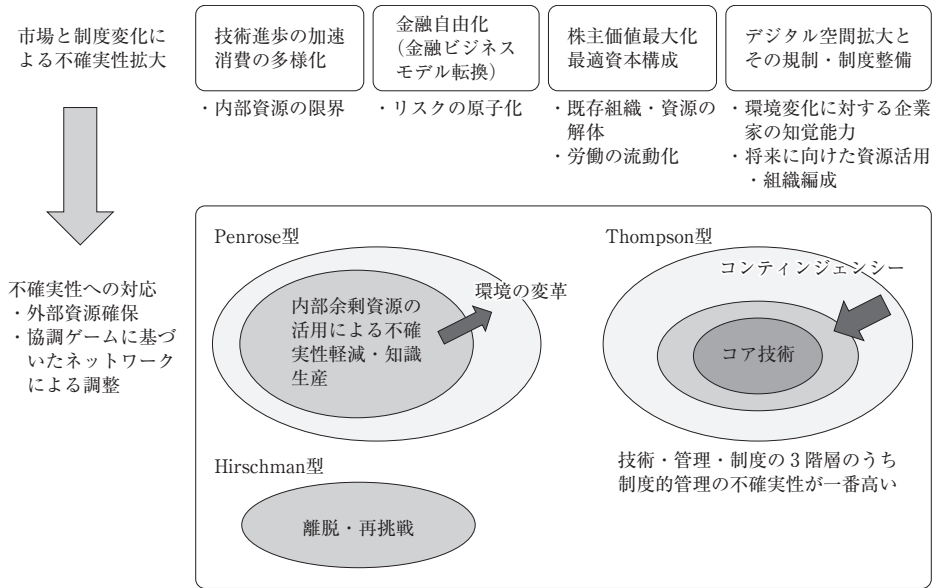 市場と制度変化に
よる不確実性拡大
技術進歩の加速
消費の多様化
金融自由化
（金融ビジネス
モデル転換）
株主価値最大化
最適資本構成
デジタル空間拡大と
その規制・制度整備
・内部資源の限界
・リスクの原子化
・既存組織・資源の
解体
・労働の流動化
・環境変化に対する企業
家の知覚能力
・将来に向けた資源活用
・組織編成
不確実性への対応
・外部資源確保
・協調ゲームに基づ
いたネットワーク
による調整
Penrose型
内部余剰資源の
活用による不確
実性軽減・知識
生産
環境の変革
Thompson型
コンティンジェンシー
コア技術
技術・管理・制度の3階層のうち
制度的管理の不確実性が一番高い
Hirschman型
離脱・再挑戦